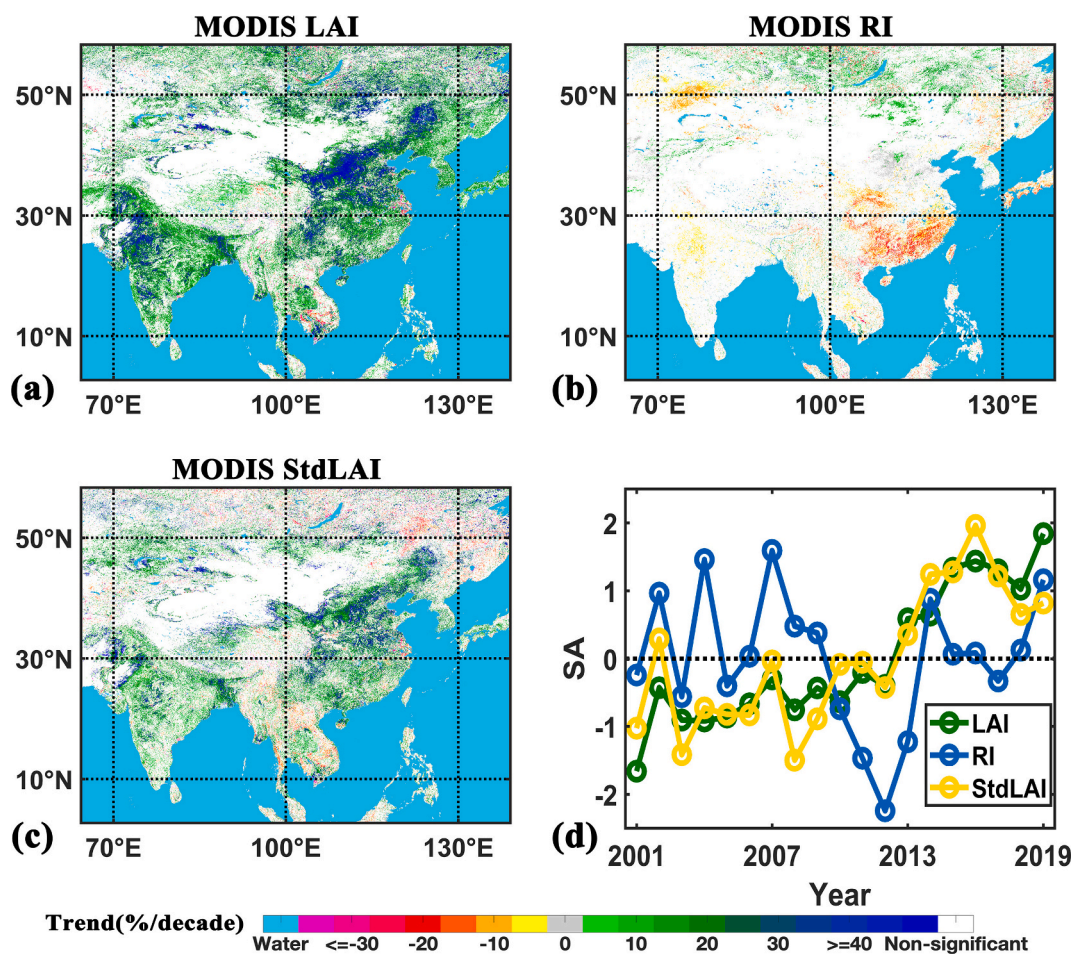 MODIS LAI
50°N
30°N
10°N
(a)
70°E 100°E 130°E
MODIS RI
50°N
30°N
10°N
(b)
70°E 100°E 130°E
MODIS StdLAI
50°N
30°N
10°N
(c)
70°E 100°E 130°E
SA
2
1
0
-1
-2
LAI
RI
StdLAI
(d)
2001 2007 2013 2019
Year
Trend(%/decade)
Water <=-30 -20 -10 0 10 20 30 >=40 Non-significant